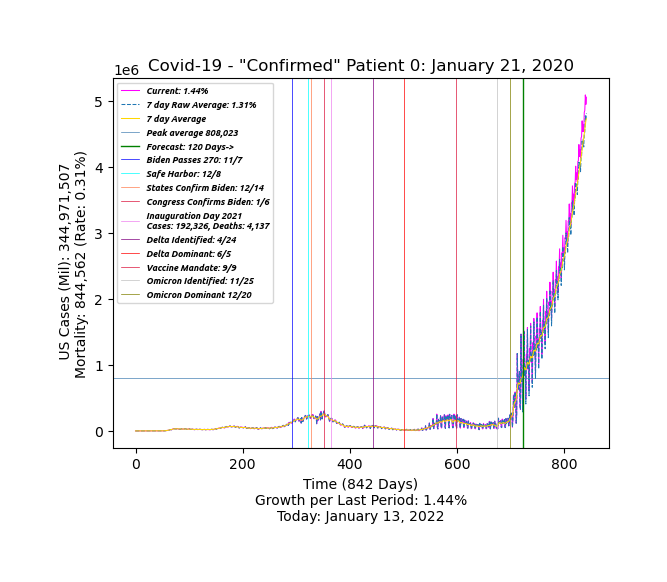 Covid-19 - "Confirmed" Patient 0: January 21, 2020
1e6
Current: 1.44%
7 day Raw Average: 1.31%
7 day Average
Peak average 808,023
Forecast: 120 Days->
Biden Passes 270: 11/7
Safe Harbor: 12/8
States Confirm Biden: 12/14
Congress Confirms Biden: 1/6
Inauguration Day 2021
Cases: 192,326, Deaths: 4,137
Delta Identified: 4/24
Delta Dominant: 6/5
Vaccine Mandate: 9/9
Omicron Identified: 11/25
Omicron Dominant 12/20
US Cases (Mil): 344,971,507
Mortality: 844,562 (Rate: 0.31%)
5
4
3
2
1
0
0 200 400 600 800
Time (842 Days)
Growth per Last Period: 1.44%
Today: January 13, 2022